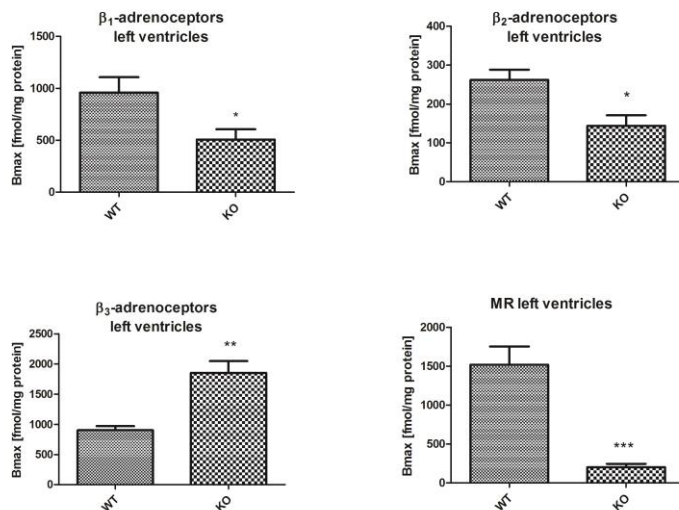 β1-adrenoceptors
left ventricles
Bmax [fmol/mg protein]
1500
1000
500
0
*
WT
KO
β2-adrenoceptors
left ventricles
Bmax [fmol/mg protein]
400
300
200
100
0
*
WT
KO
β3-adrenoceptors
left ventricles
Bmax [fmol/mg protein]
2500
2000
1500
1000
500
0
**
WT
KO
MR left ventricles
Bmax [fmol/mg protein]
2000
1500
1000
500
0
***
WT
KO